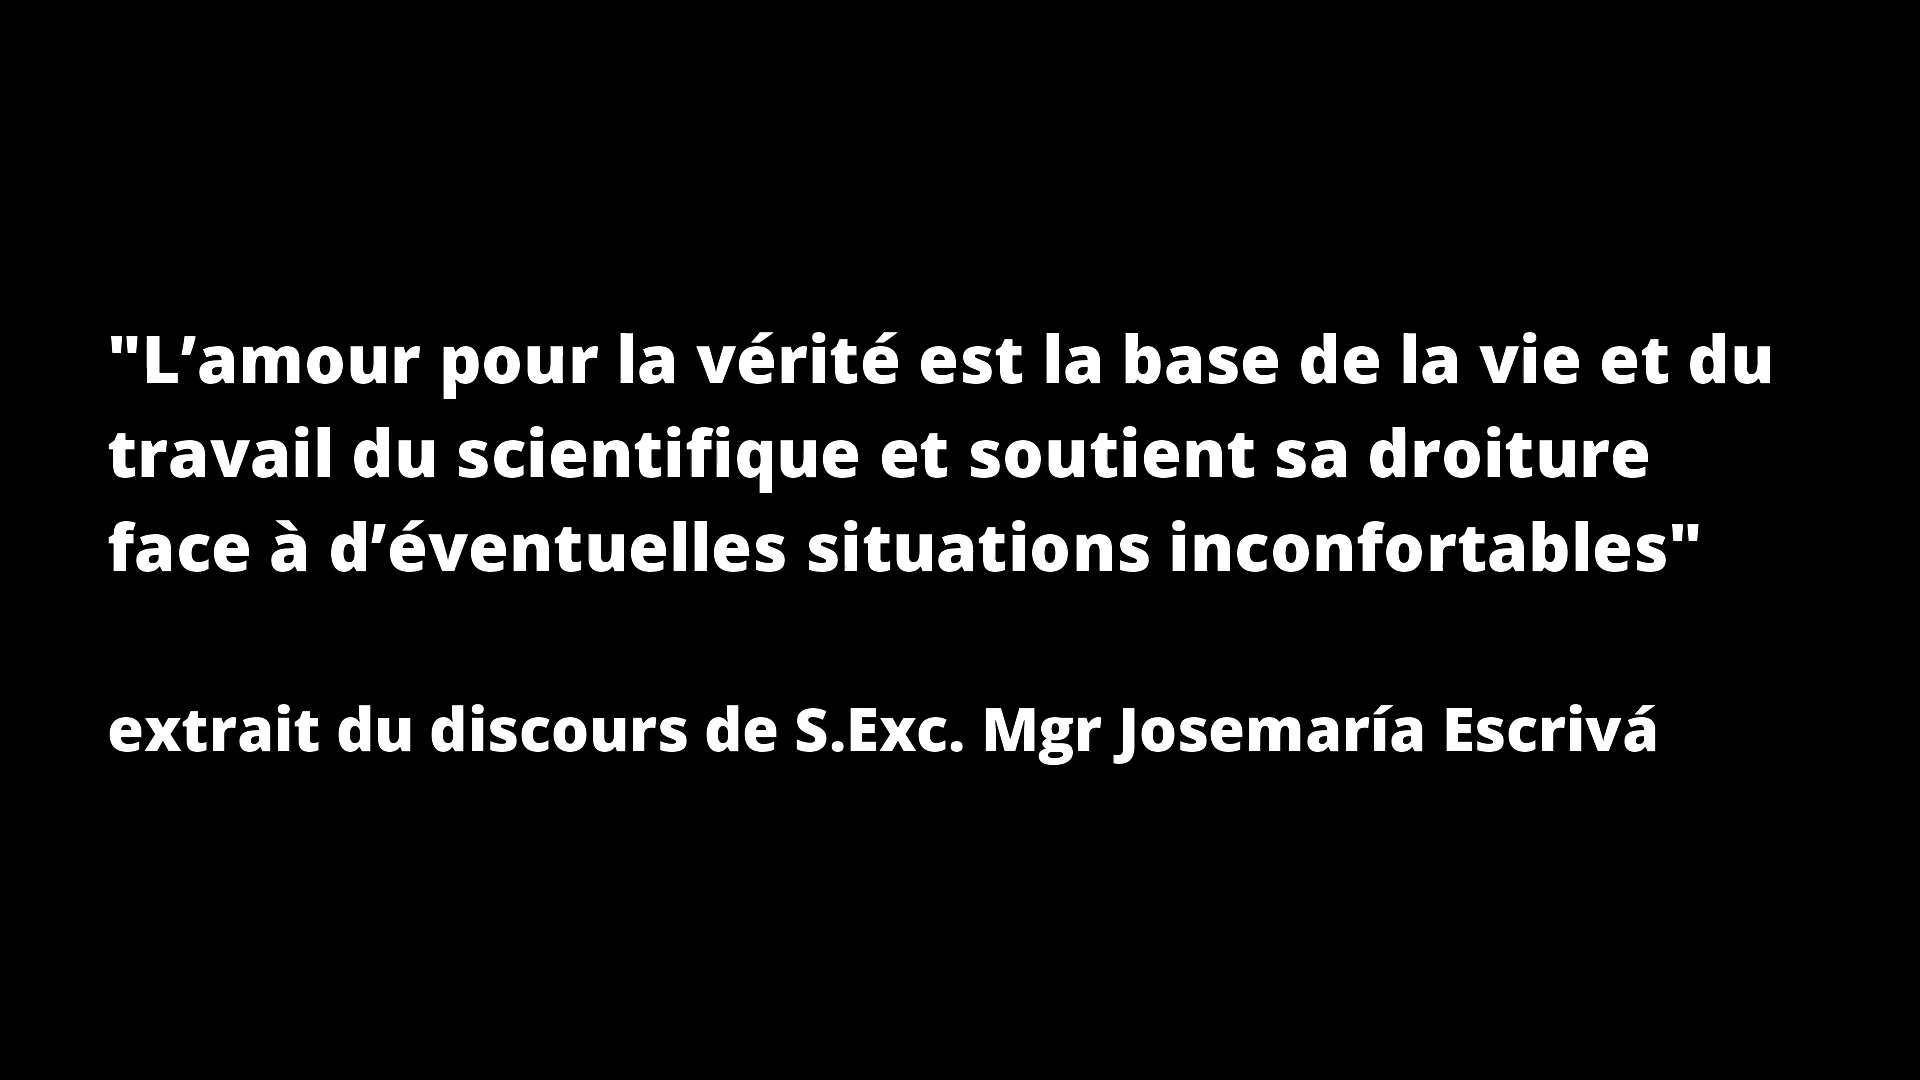 "L’amour pour la vérité est la base de la vie et du
travail du scientifique et soutient sa droiture
face à d’éventuelles situations inconfortables"
extrait du discours de S.Exc. Mgr Josemaría Escrivá